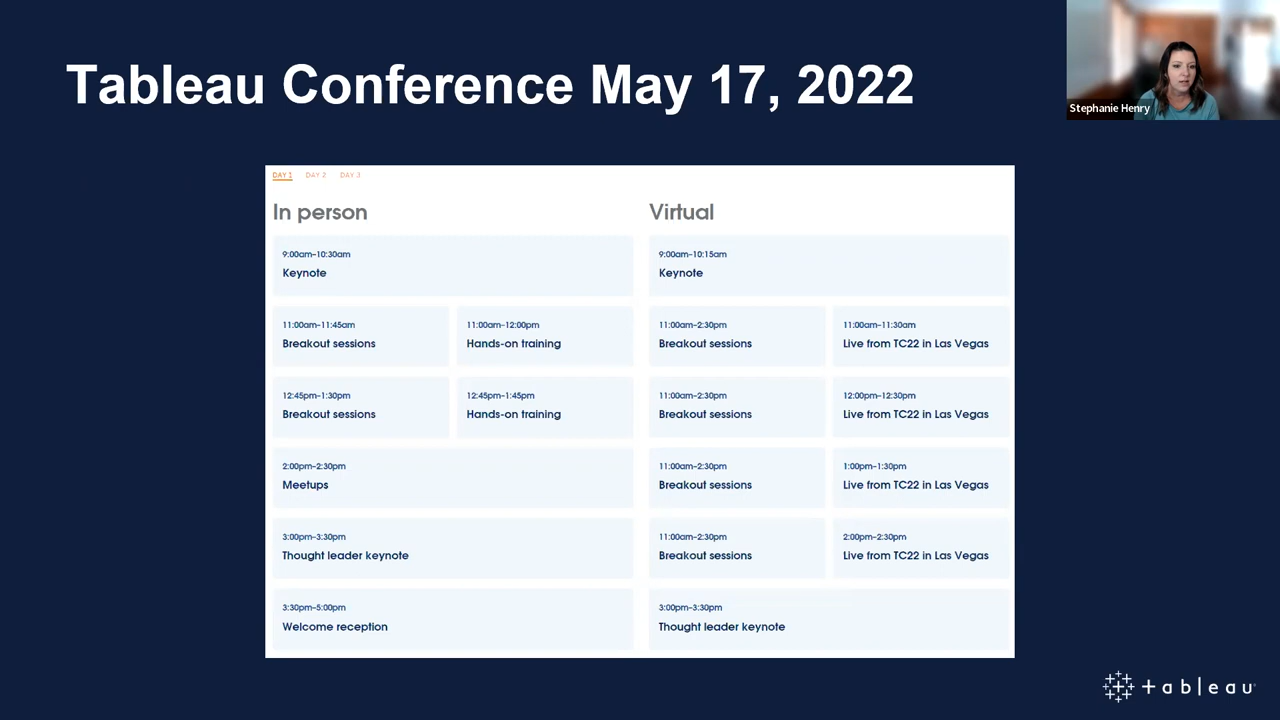 Tableau Conference May 17, 2022
Stephanie Henry
DAY 1 DAY 2 DAY 3
In person
9:00am–10:30am
Keynote
11:00am–11:45am
Breakout sessions
11:00am–12:00pm
Hands-on training
12:45pm–1:30pm
Breakout sessions
12:45pm–1:45pm
Hands-on training
2:00pm–2:30pm
Meetups
3:00pm–3:30pm
Thought leader keynote
3:30pm–5:00pm
Welcome reception
Virtual
9:00am–10:15am
Keynote
11:00am–2:30pm
Breakout sessions
11:00am–11:30am
Live from TC22 in Las Vegas
11:00am–2:30pm
Breakout sessions
12:00pm–12:30pm
Live from TC22 in Las Vegas
11:00am–2:30pm
Breakout sessions
1:00pm–1:30pm
Live from TC22 in Las Vegas
11:00am–2:30pm
Breakout sessions
2:00pm–2:30pm
Live from TC22 in Las Vegas
3:00pm–3:30pm
Thought leader keynote
tableau